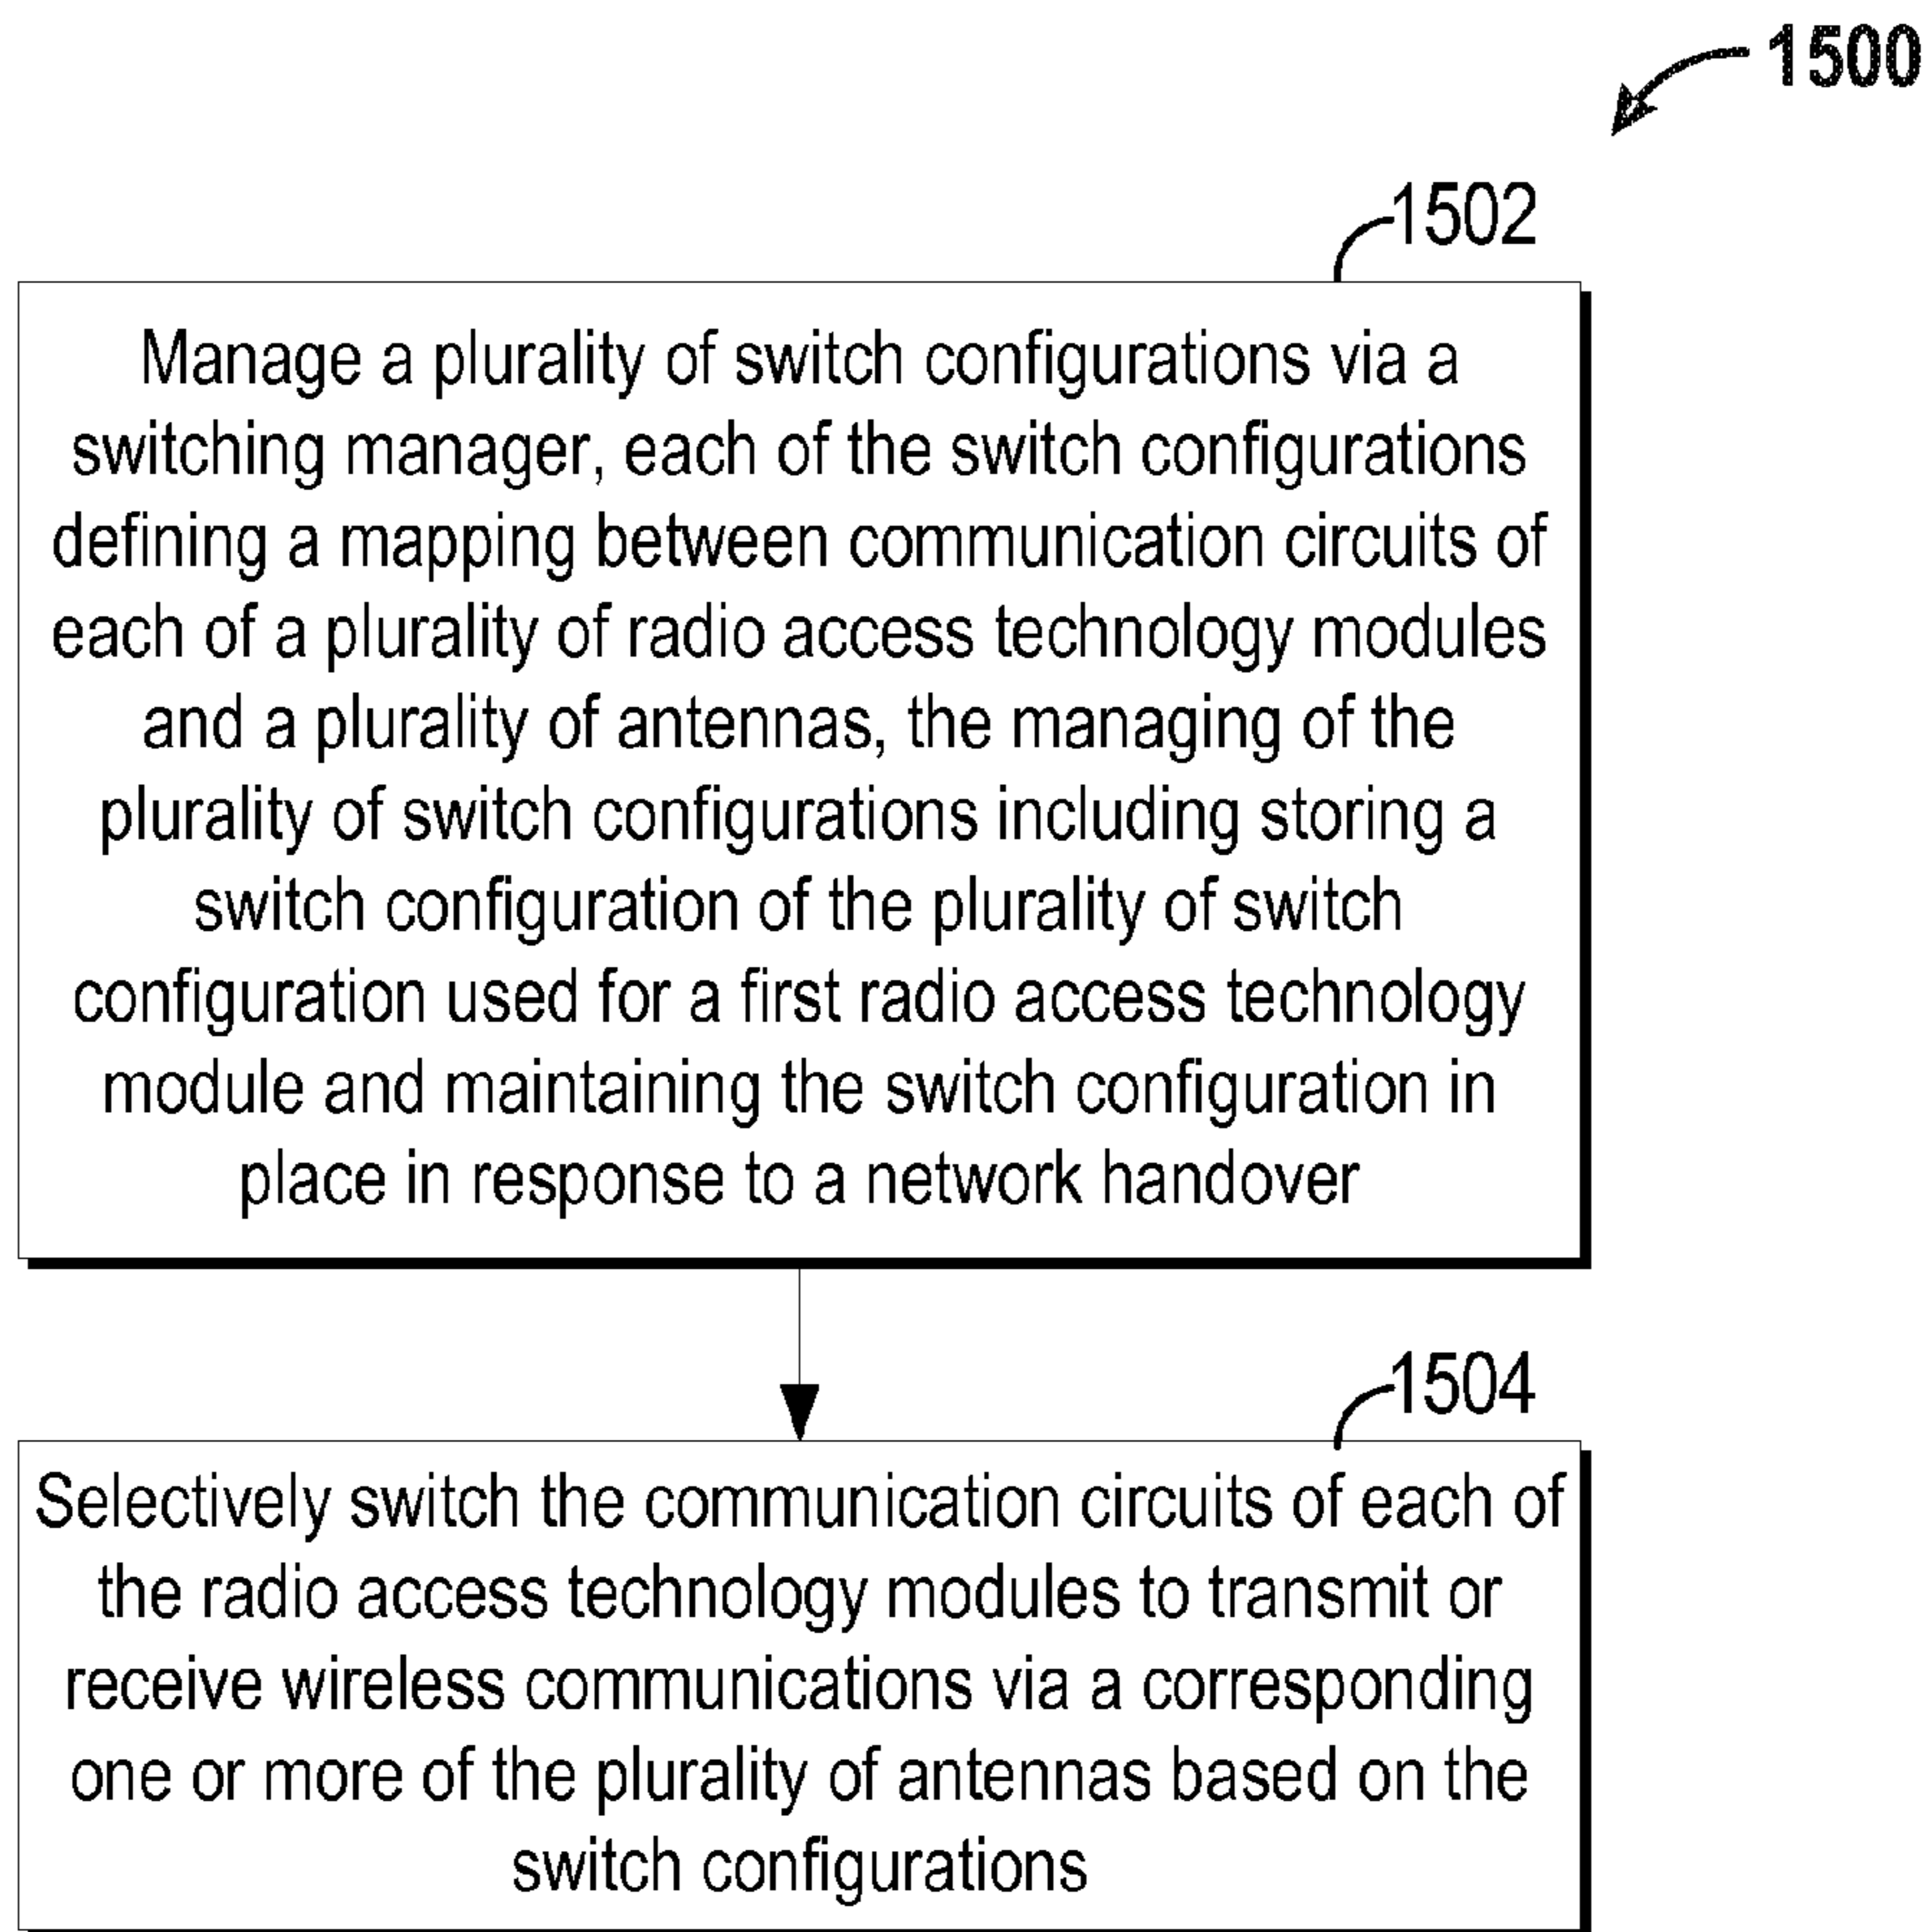 1500
1502
Manage a plurality of switch configurations via a
switching manager, each of the switch configurations
defining a mapping between communication circuits of
each of a plurality of radio access technology modules
and a plurality of antennas, the managing of the
plurality of switch configurations including storing a
switch configuration of the plurality of switch
configuration used for a first radio access technology
module and maintaining the switch configuration in
place in response to a network handover
1504
Selectively switch the communication circuits of each of
the radio access technology modules to transmit or
receive wireless communications via a corresponding
one or more of the plurality of antennas based on the
switch configurations